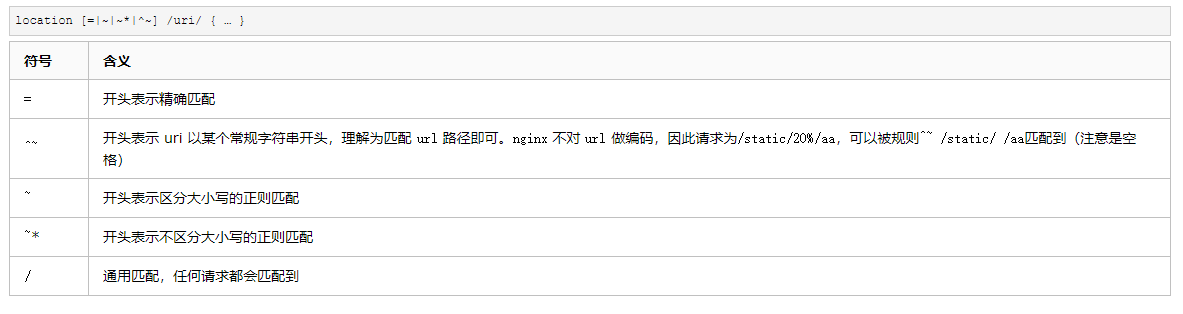 location [=|~|~*|^~] /uri/ { … }
符号 含义
= 开头表示精确匹配
^~ 开头表示 uri 以某个常规字符串开头，理解为匹配 url 路径即可。nginx 不对 url 做编码，因此请求为/static/20%/aa，可以被规则^~ /static/ /aa匹配到（注意是空
格）
~ 开头表示区分大小写的正则匹配
~* 开头表示不区分大小写的正则匹配
/ 通用匹配，任何请求都会匹配到